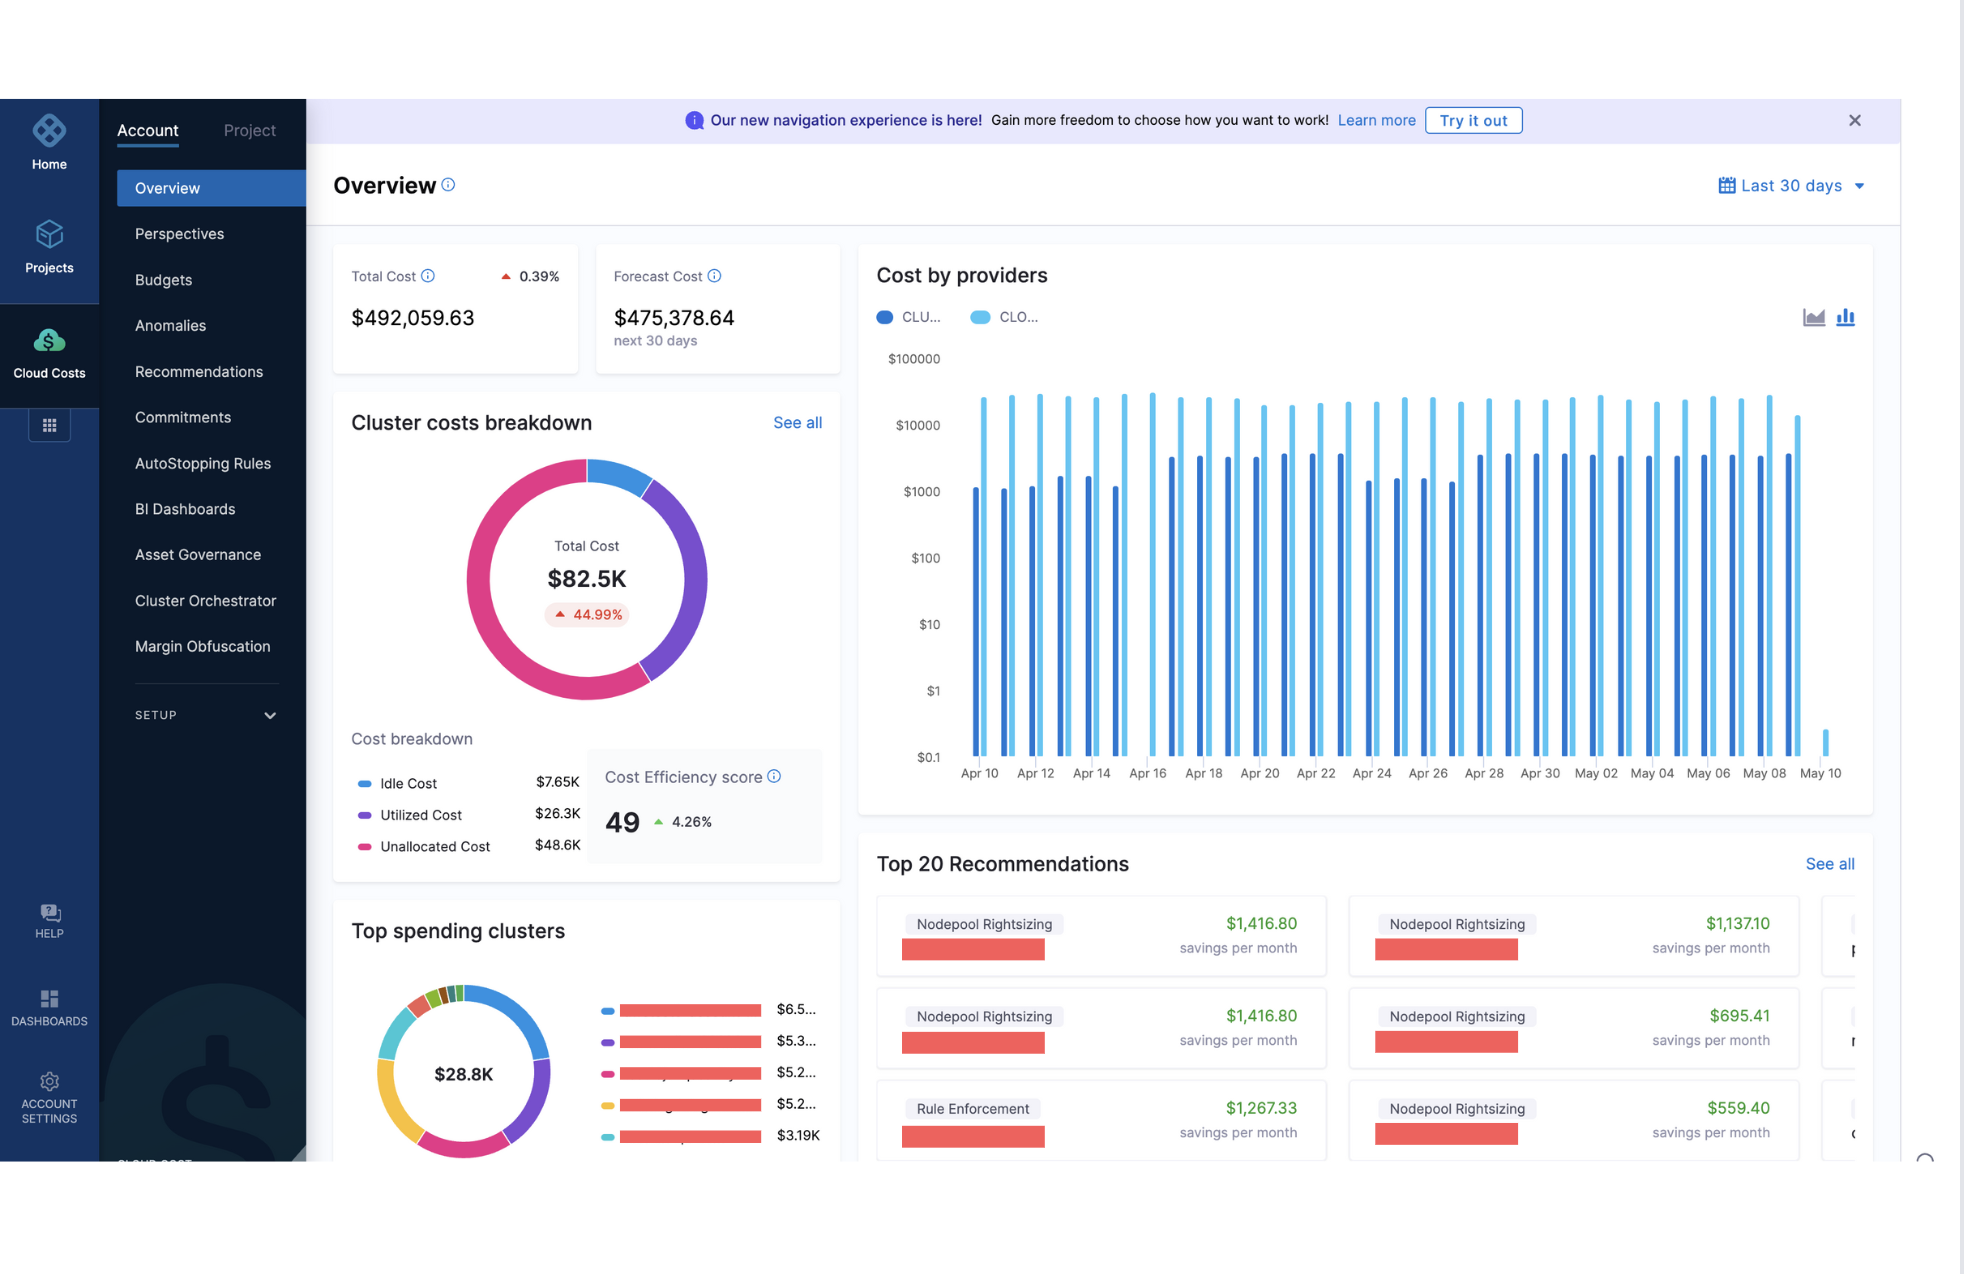 Home
Projects
Cloud Costs
HELP
DASHBOARDS
ACCOUNT
SETTINGS
Account Project
Overview
Perspectives
Budgets
Anomalies
Recommendations
Commitments
AutoStopping Rules
BI Dashboards
Asset Governance
Cluster Orchestrator
Margin Obfuscation
SETUP
Our new navigation experience is here! Gain more freedom to choose how you want to work! Learn more Try it out
Overview
Last 30 days
Total Cost 0.39%
$492,059.63
Forecast Cost
$475,378.64
next 30 days
Cluster costs breakdown See all
Total Cost
$82.5K
44.99%
Cost breakdown
Idle Cost $7.65K
Utilized Cost $26.3K
Unallocated Cost $48.6K
Cost Efficiency score
49 4.26%
Top spending clusters
$28.8K
$6.5...
$5.3...
$5.2...
$5.2...
$3.19K
Cost by providers
CLU... CLO...
$100000
$10000
$1000
$100
$10
$1
$0.1
Apr 10 Apr 12 Apr 14 Apr 16 Apr 18 Apr 20 Apr 22 Apr 24 Apr 26 Apr 28 Apr 30 May 02 May 04 May 06 May 08 May 10
Top 20 Recommendations See all
Nodepool Rightsizing $1,416.80
savings per month
Nodepool Rightsizing $1,137.10
savings per month
Nodepool Rightsizing $1,416.80
savings per month
Nodepool Rightsizing $695.41
savings per month
Rule Enforcement $1,267.33
savings per month
Nodepool Rightsizing $559.40
savings per month